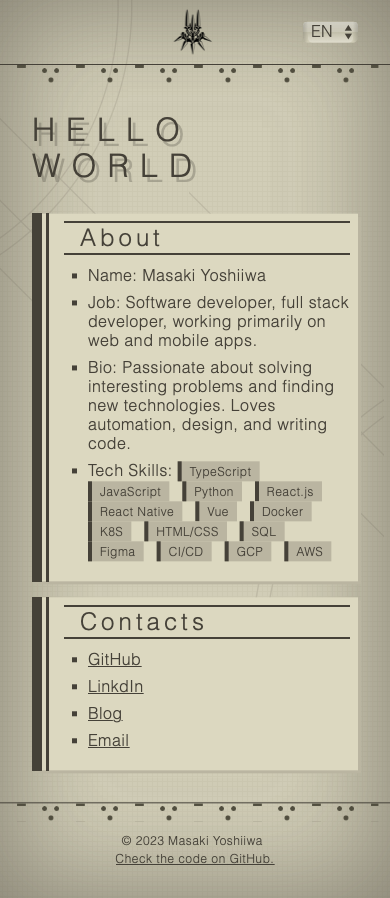 EN
HELLO
WORLD
About
Name: Masaki Yoshiiwa
Job: Software developer, full stack
developer, working primarily on
web and mobile apps.
Bio: Passionate about solving
interesting problems and finding
new technologies. Loves
automation, design, and writing
code.
Tech Skills: TypeScript
JavaScript Python React.js
React Native Vue Docker
K8S HTML/CSS SQL
Figma CI/CD GCP AWS
Contacts
GitHub
LinkdIn
Blog
Email
© 2023 Masaki Yoshiiwa
Check the code on GitHub.